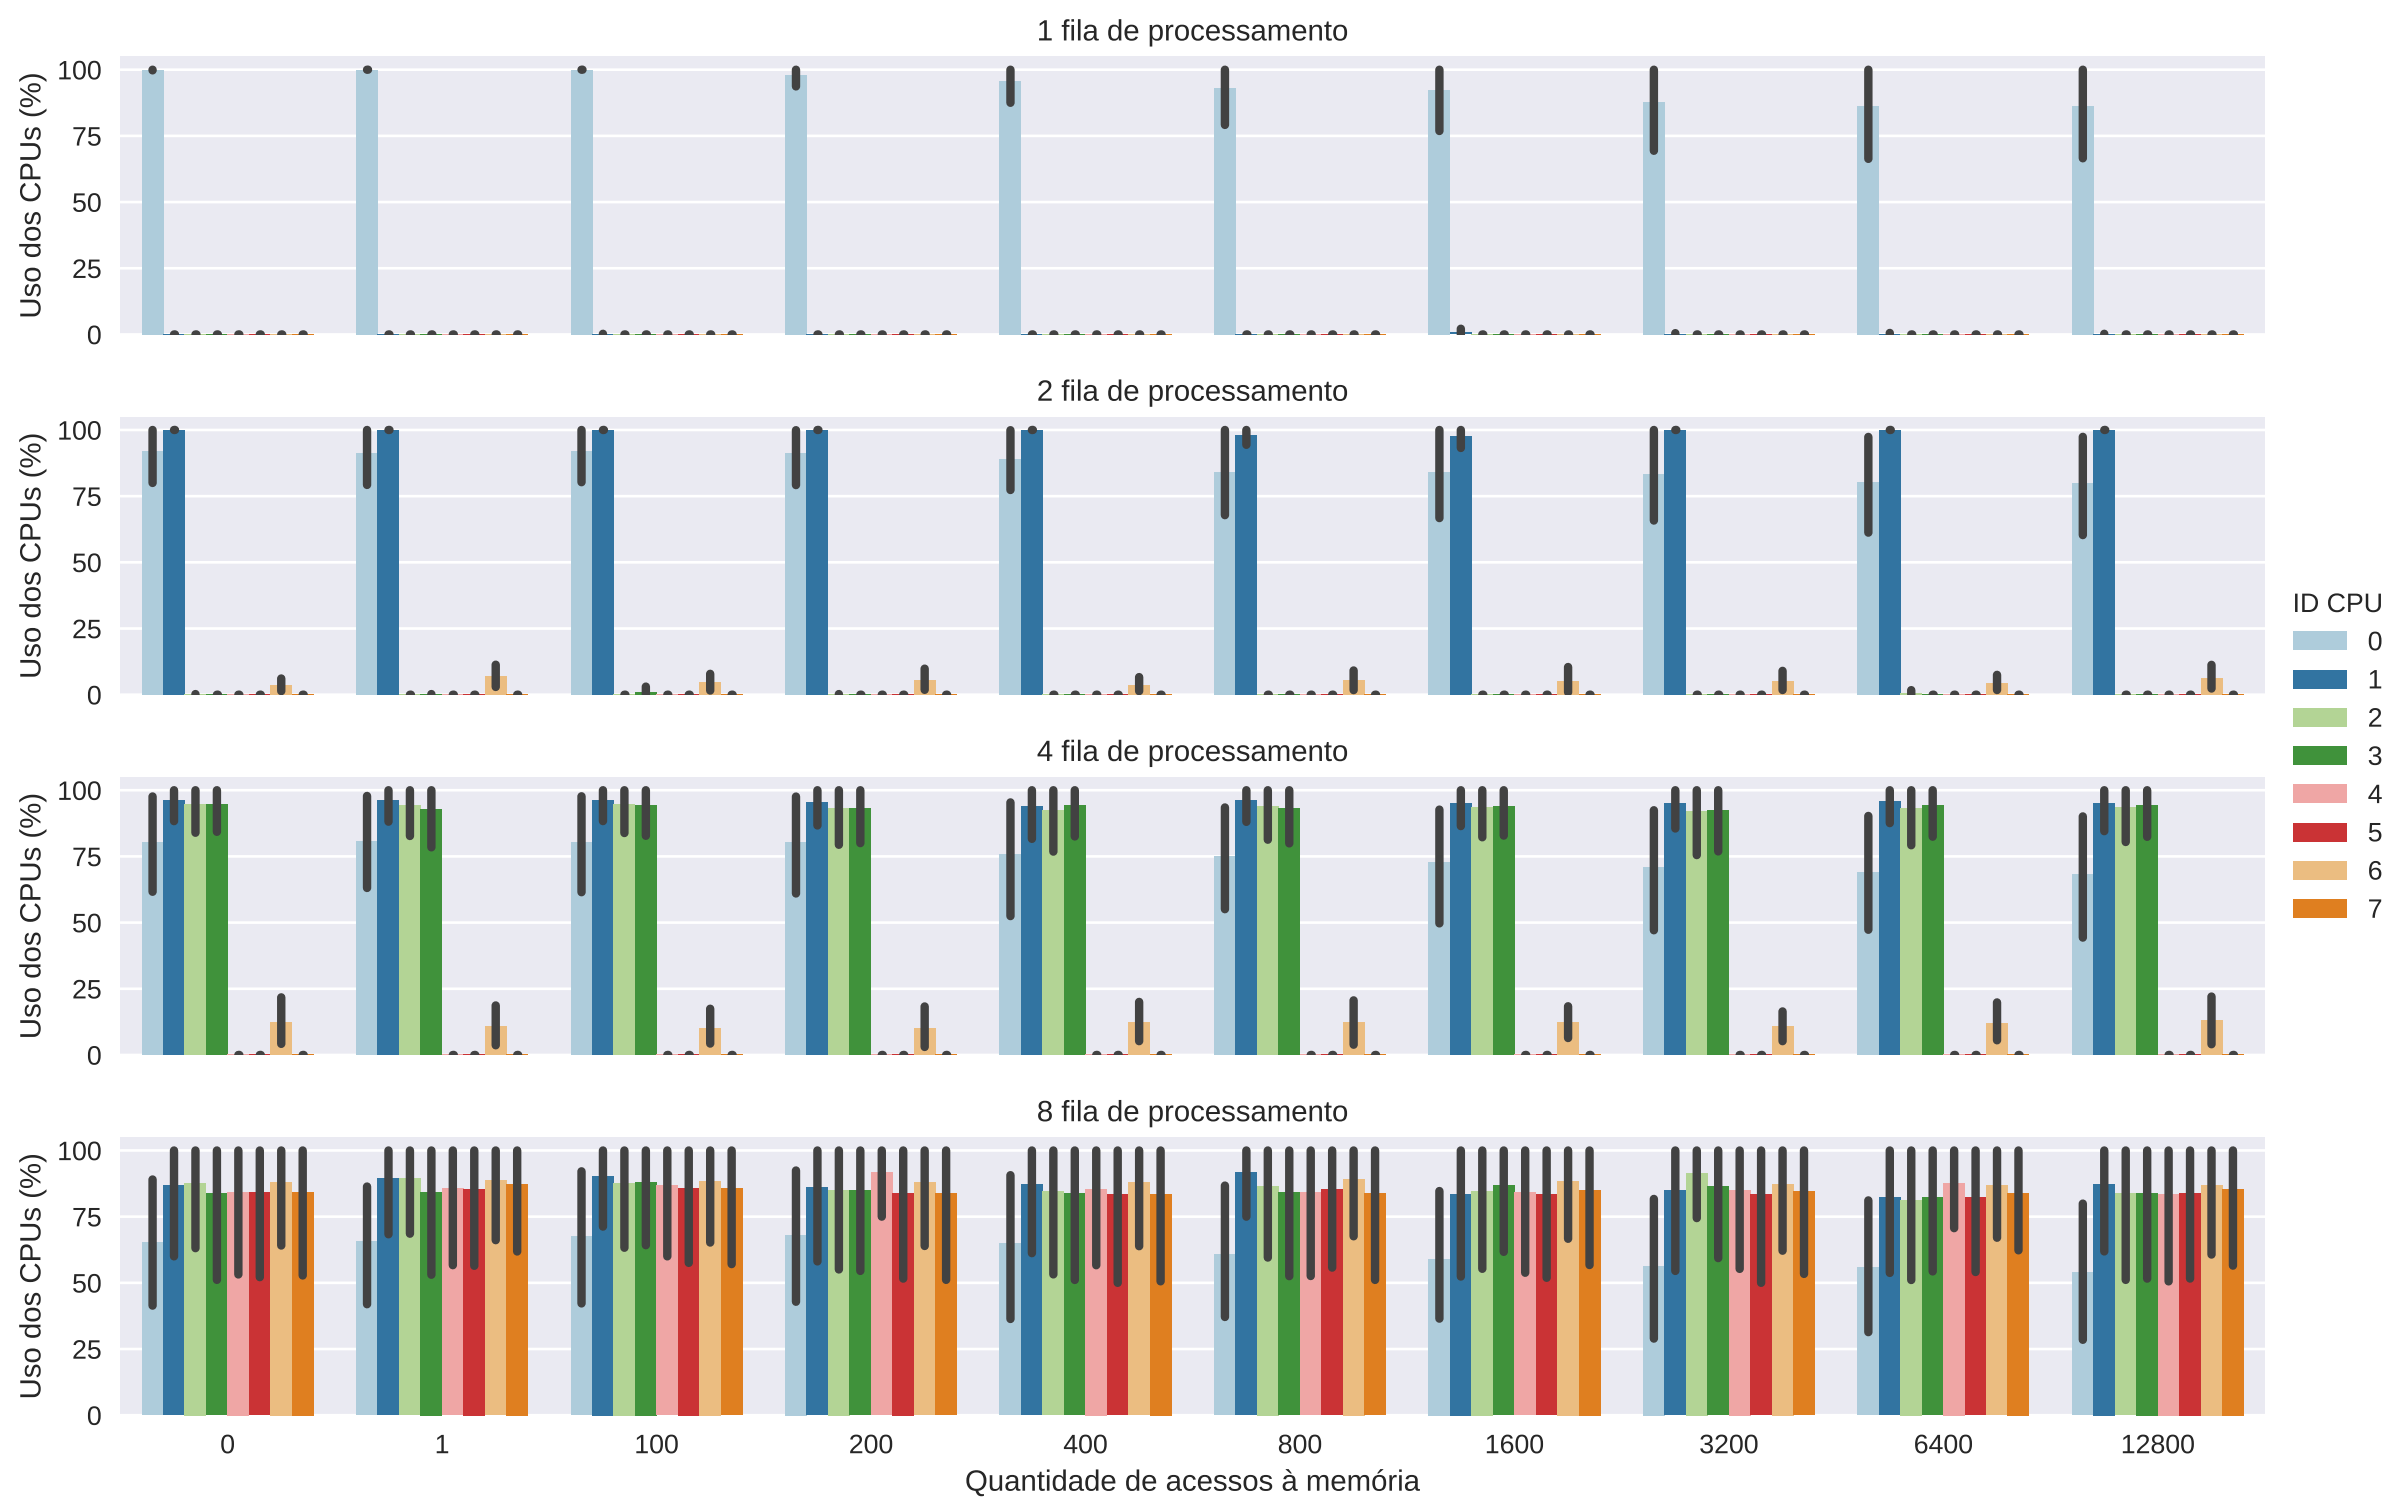 1 fila de processamento
Uso dos CPUs (%)
100
75
50
25
0
2 fila de processamento
Uso dos CPUs (%)
100
75
50
25
0
4 fila de processamento
Uso dos CPUs (%)
100
75
50
25
0
8 fila de processamento
Uso dos CPUs (%)
100
75
50
25
0
0 1 100 200 400 800 1600 3200 6400 12800
Quantidade de acessos à memória
ID CPU
0
1
2
3
4
5
6
7